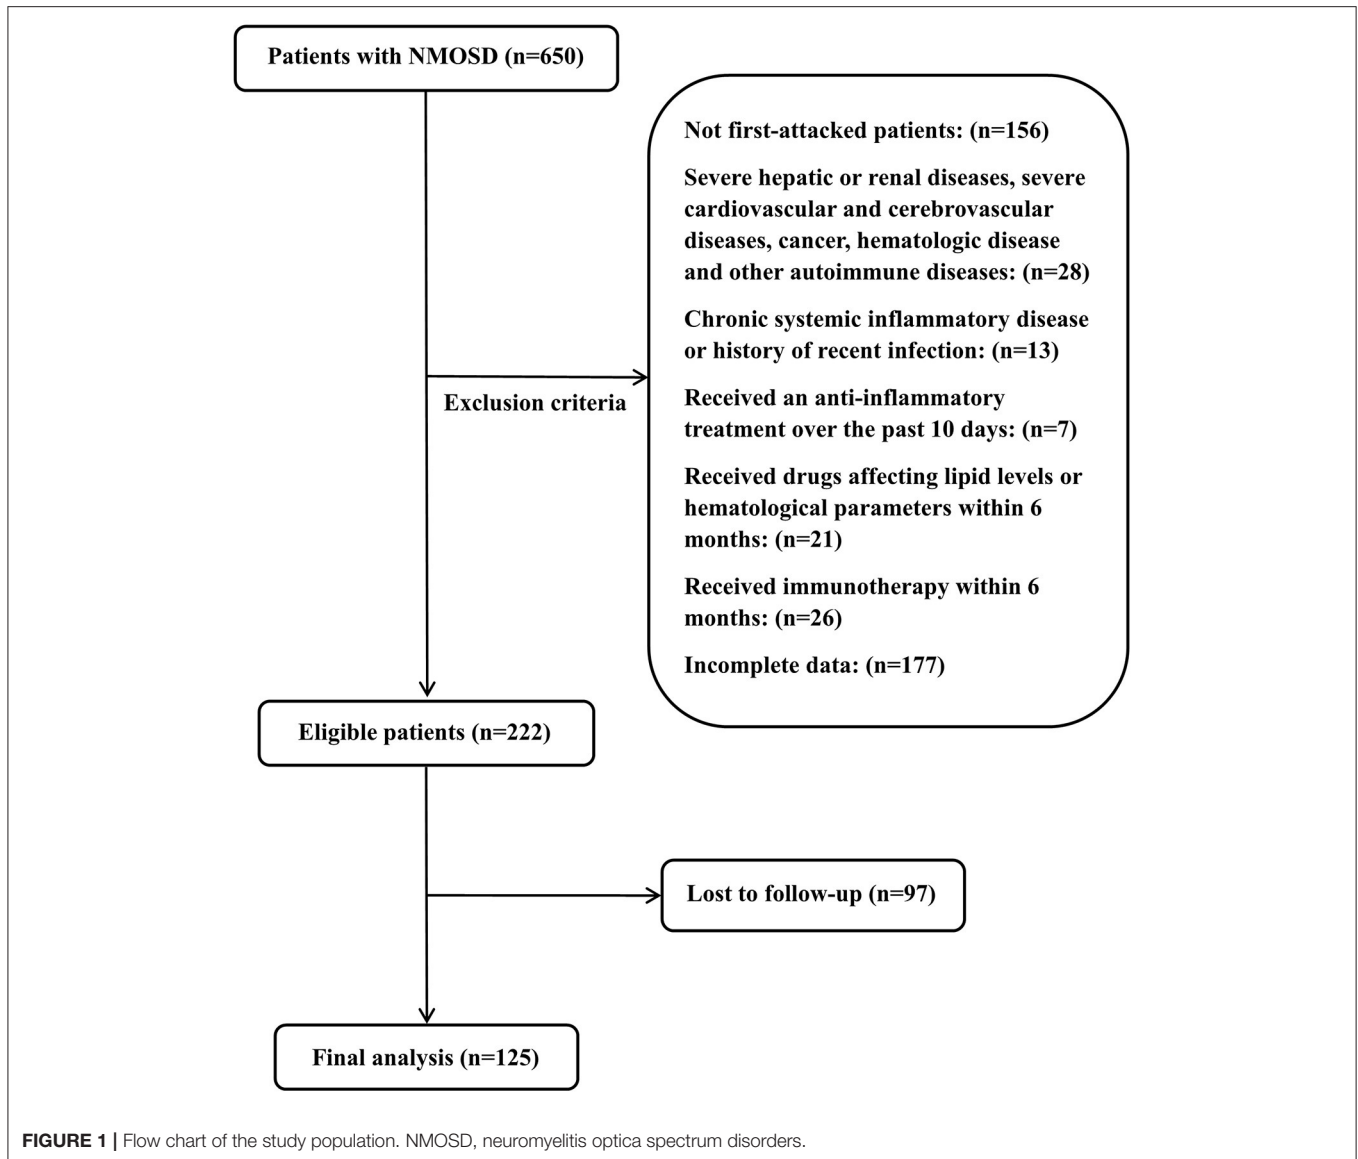 Patients with NMOSD (n=650)
Not first-attacked patients: (n=156)
Severe hepatic or renal diseases, severe
cardiovascular and cerebrovascular
diseases, cancer, hematologic disease
and other autoimmune diseases: (n=28)
Chronic systemic inflammatory disease
or history of recent infection: (n=13)
Exclusion criteria
Received an anti-inflammatory
treatment over the past 10 days: (n=7)
Received drugs affecting lipid levels or
hematological parameters within 6
months: (n=21)
Received immunotherapy within 6
months: (n=26)
Incomplete data: (n=177)
Eligible patients (n=222)
Lost to follow-up (n=97)
Final analysis (n=125)
FIGURE 1 | Flow chart of the study population. NMOSD, neuromyelitis optica spectrum disorders.